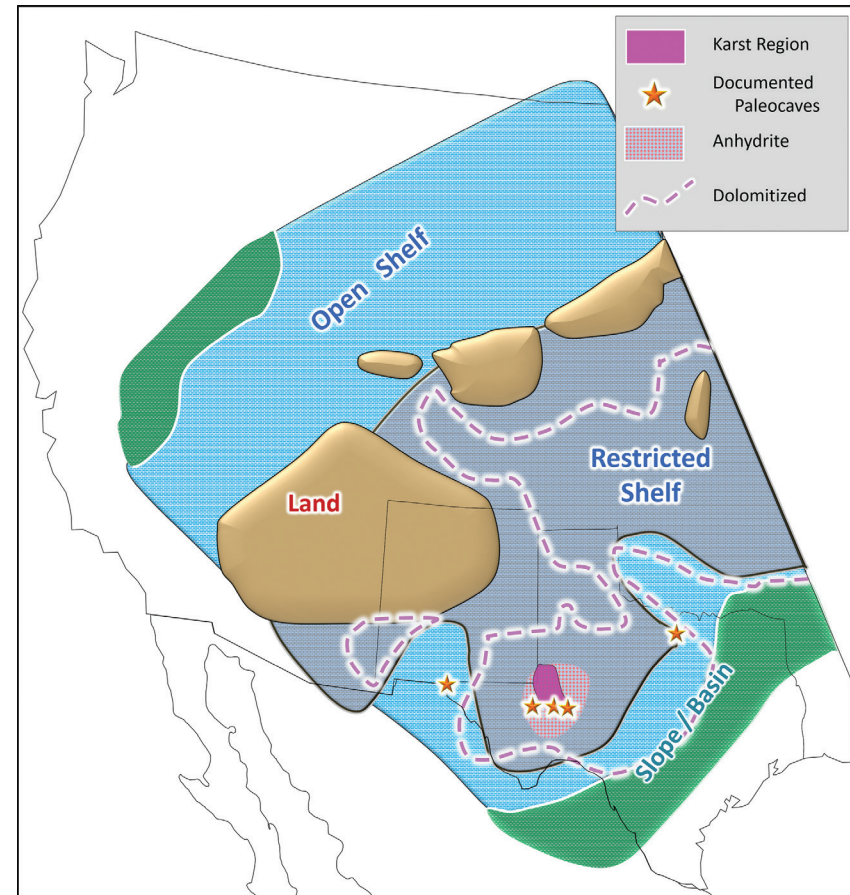 Karst Region
Documented
Paleocaves
Anhydrite
Dolomitized
Open Shelf
Restricted
Shelf
Land
Slope / Basin